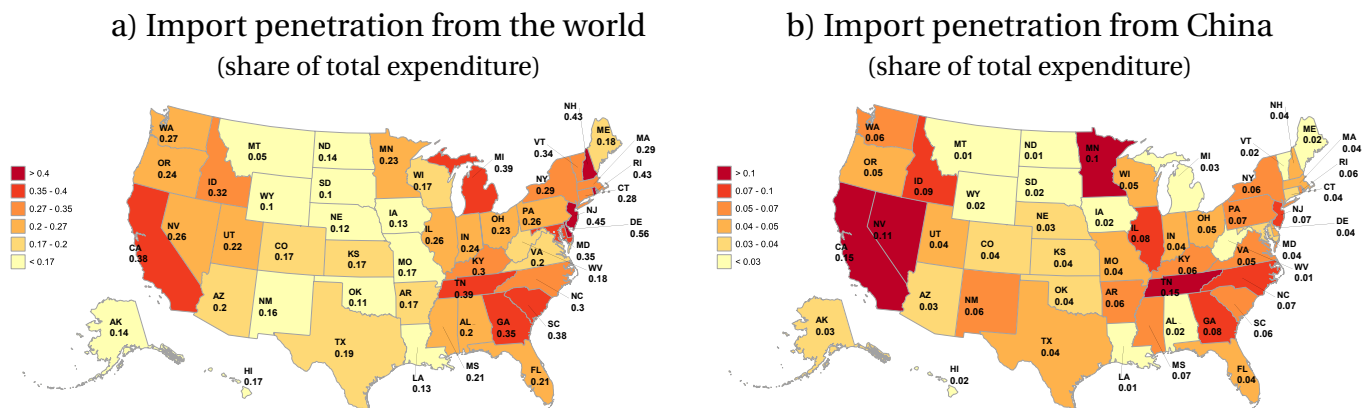 a) Import penetration from the world
(share of total expenditure)
> 0.4
0.35 - 0.4
0.27 - 0.35
0.2 - 0.27
0.17 - 0.2
< 0.17
WA
0.27
OR
0.24
CA
0.38
ID
0.32
NV
0.26
MT
0.05
WY
0.1
UT
0.22
AZ
0.2
CO
0.17
NM
0.16
ND
0.14
SD
0.1
NE
0.12
KS
0.17
OK
0.11
TX
0.19
MN
0.23
IA
0.13
MO
0.17
AR
0.17
LA
0.13
WI
0.17
IL
0.26
IN
0.24
MI
0.39
OH
0.23
KY
0.3
TN
0.39
MS
0.21
AL
0.2
GA
0.35
FL
0.21
SC
0.38
NC
0.3
VA
0.2
WV
0.18
MD
0.35
DE
0.56
NJ
0.45
PA
0.26
NY
0.29
CT
0.28
RI
0.43
MA
0.29
VT
0.34
NH
0.43
ME
0.18
AK
0.14
HI
0.17
b) Import penetration from China
(share of total expenditure)
> 0.1
0.07 - 0.1
0.05 - 0.07
0.04 - 0.05
0.03 - 0.04
< 0.03
WA
0.06
OR
0.05
CA
0.15
ID
0.09
NV
0.11
MT
0.01
WY
0.02
UT
0.04
AZ
0.03
CO
0.04
NM
0.06
ND
0.01
SD
0.02
NE
0.03
KS
0.04
OK
0.04
TX
0.04
MN
0.1
IA
0.02
MO
0.04
AR
0.06
LA
0.01
WI
0.05
IL
0.08
IN
0.04
MI
0.03
OH
0.05
KY
0.06
TN
MS
0.07
AL
0.02
GA
0.08
FL
0.04
SC
0.06
NC
0.07
VA
0.05
WV
0.01
MD
0.04
DE
0.04
NJ
0.07
PA
0.07
NY
0.06
CT
0.04
RI
0.06
MA
0.04
VT
0.02
NH
0.04
ME
0.02
AK
0.03
HI
0.02